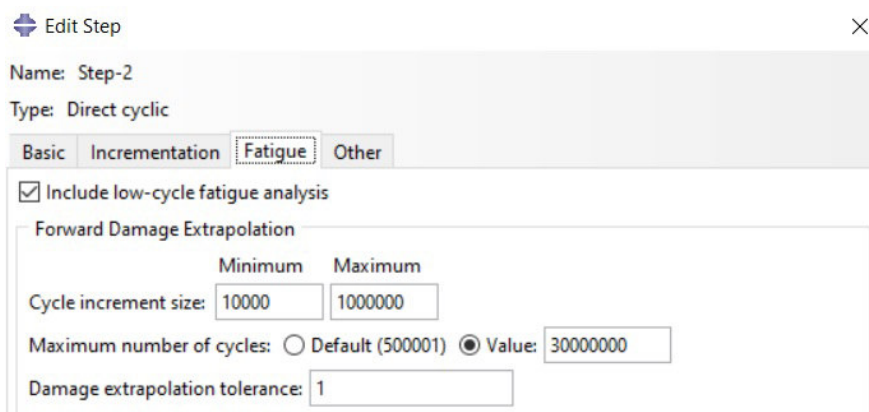 Edit Step
Name: Step-2
Type: Direct cyclic
Basic Incrementation Fatigue Other
Include low-cycle fatigue analysis
Forward Damage Extrapolation
Minimum Maximum
Cycle increment size: 10000 1000000
Maximum number of cycles: Default (500001) Value: 30000000
Damage extrapolation tolerance: 1